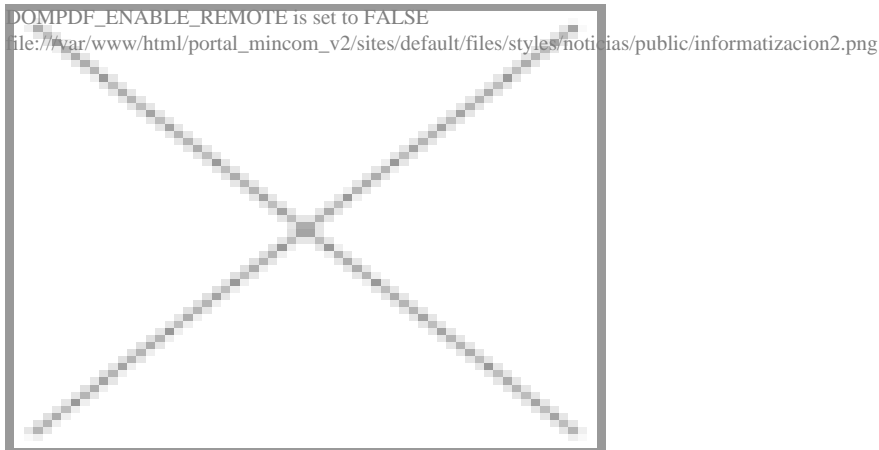 DOMPDF_ENABLE_REMOTE is set to FALSE
file:///var/www/html/portal_mincom_v2/sites/default/files/styles/noticias/public/informatizacion2.png